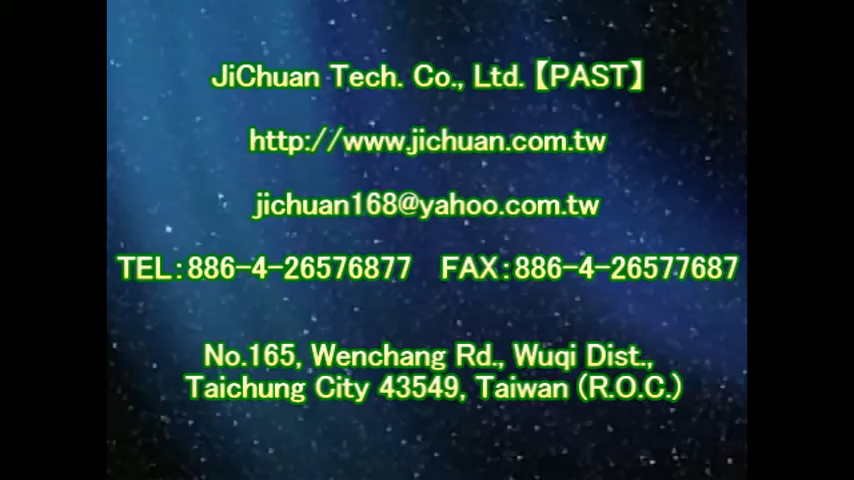 JiChuan Tech. Co., Ltd.【PAST】
http://www.jichuan.com.tw
jichuan168@yahoo.com.tw
TEL:886-4-26576877 FAX:886-4-26577687
No.165, Wenchang Rd., Wuqi Dist.,
Taichung City 43549, Taiwan (R.O.C.)